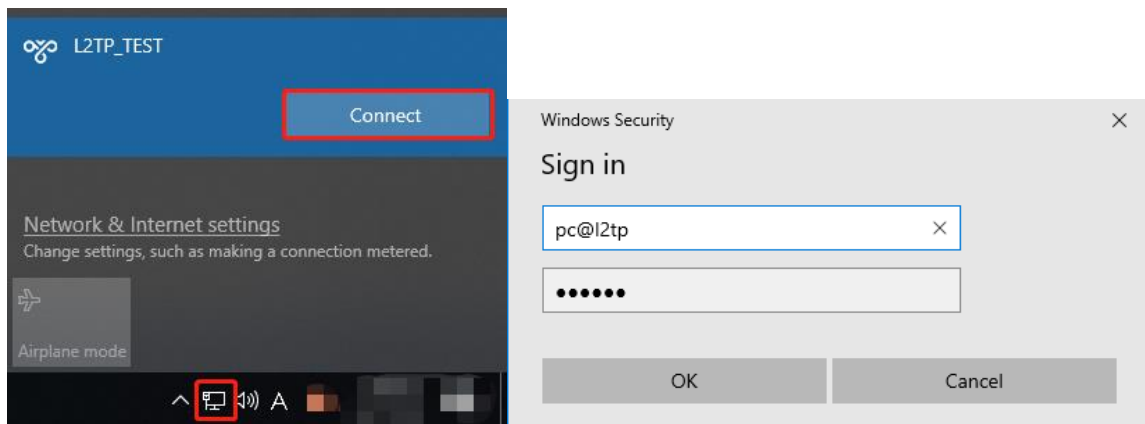 L2TP_TEST
Connect
Network & Internet settings
Change settings, such as making a connection metered.
Airplane mode
A
Windows Security
Sign in
pc@l2tp
●●●●●●
OK
Cancel